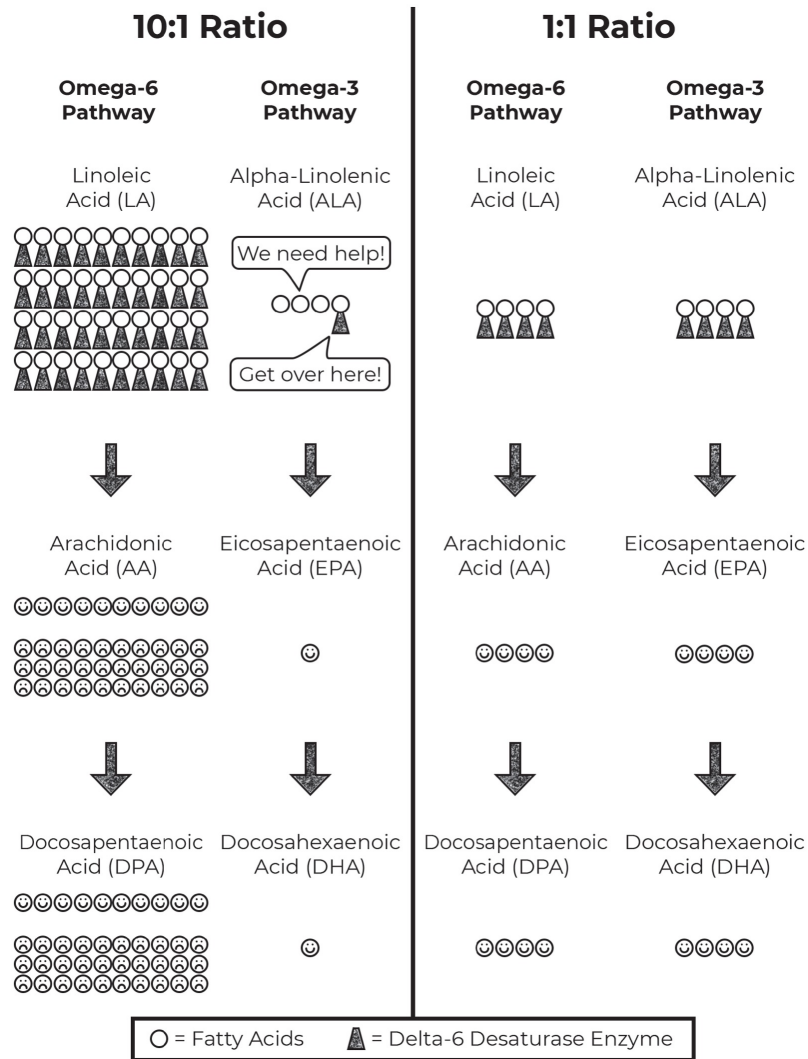 10:1 Ratio
1:1 Ratio
Omega-6
Pathway
Omega-3
Pathway
Omega-6
Pathway
Omega-3
Pathway
Linoleic
Acid (LA)
Alpha-Linolenic
Acid (ALA)
Linoleic
Acid (LA)
Alpha-Linolenic
Acid (ALA)
We need help!
Get over here!
Arachidonic
Acid (AA)
Eicosapentaenoic
Acid (EPA)
Arachidonic
Acid (AA)
Eicosapentaenoic
Acid (EPA)
Docosapentaenoic
Acid (DPA)
Docosahexaenoic
Acid (DHA)
Docosapentaenoic
Acid (DPA)
Docosahexaenoic
Acid (DHA)
= Fatty Acids
= Delta-6 Desaturase Enzyme